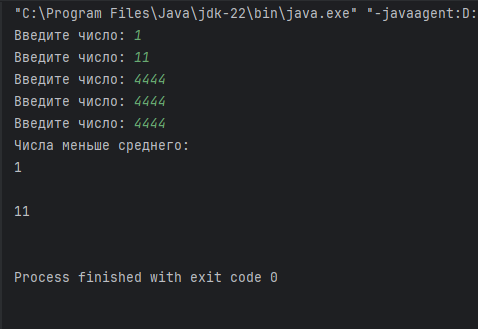 "C:\Program Files\Java\jdk-22\bin\java.exe" "-javaagent:D:
Введите число: 1
Введите число: 11
Введите число: 4444
Введите число: 4444
Введите число: 4444
Числа меньше среднего:
1
11
Process finished with exit code 0